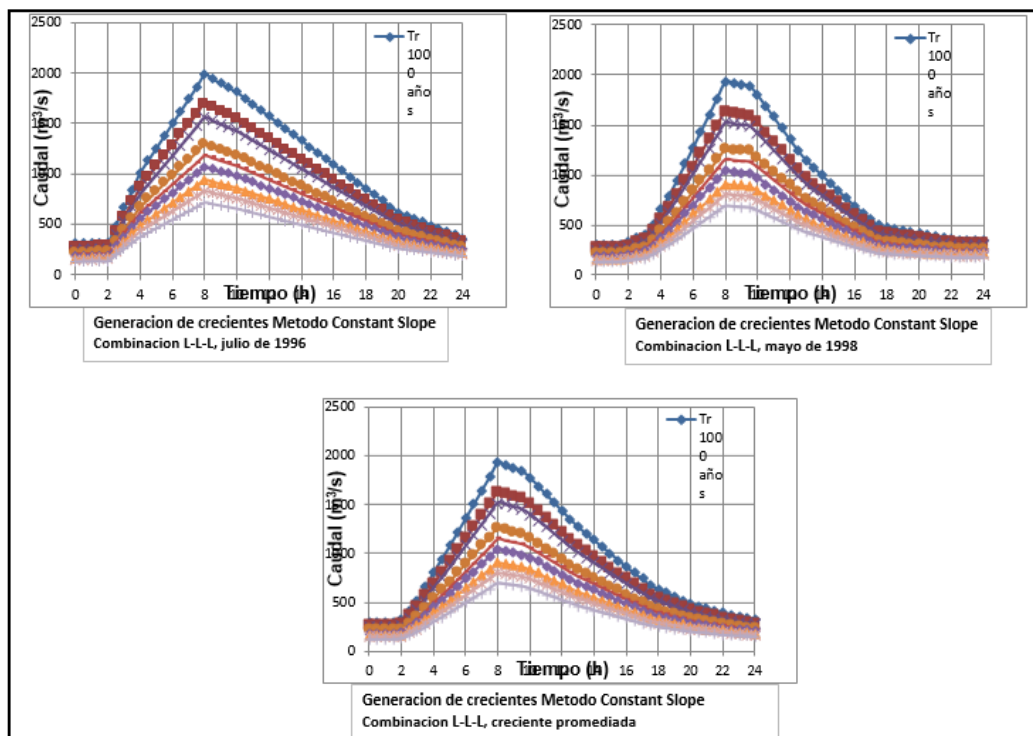 2500
2000
1500
1000
500
0
Caudal (m³/s)
Tr
100
0
año
s
0 2 4 6 8 10 12 14 16 18 20 22 24
Tiempo (h)
Generacion de crecientes Metodo Constant Slope
Combinacion L-L-L, julio de 1996
2500
2000
1500
1000
500
0
Caudal (m³/s)
Tr
100
0
año
s
0 2 4 6 8 10 12 14 16 18 20 22 24
Tiempo (h)
Generacion de crecientes Metodo Constant Slope
Combinacion L-L-L, mayo de 1998
2500
2000
1500
1000
500
0
Caudal (m³/s)
Tr
100
0
año
s
0 2 4 6 8 10 12 14 16 18 20 22 24
Tiempo (h)
Generacion de crecientes Metodo Constant Slope
Combinacion L-L-L, creciente promediada